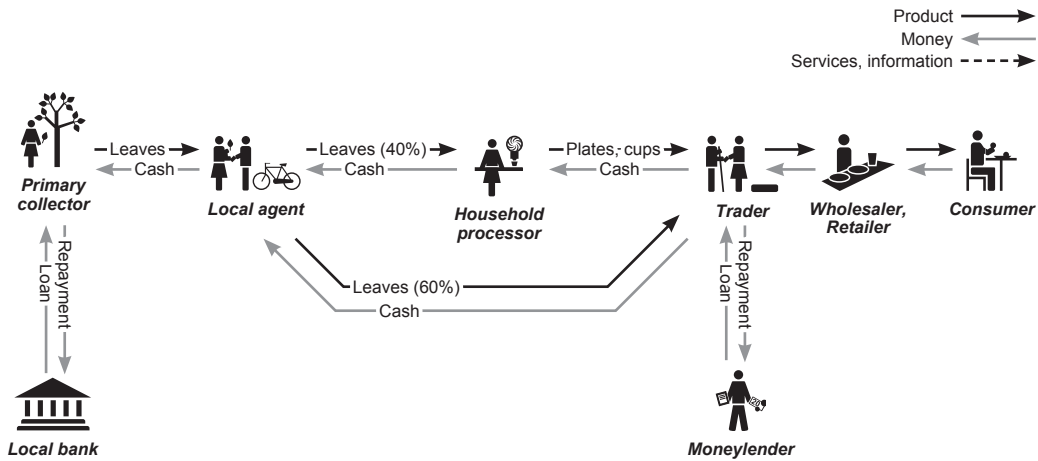 Product
Money
Services, information
Leaves
Cash
Leaves (40%)
Cash
Plates, cups
Cash
Primary
collector
Local agent
Household
processor
Trader
Wholesaler,
Retailer
Consumer
Loan
Repayment
Leaves (60%)
Cash
Loan
Repayment
20
Local bank
Moneylender